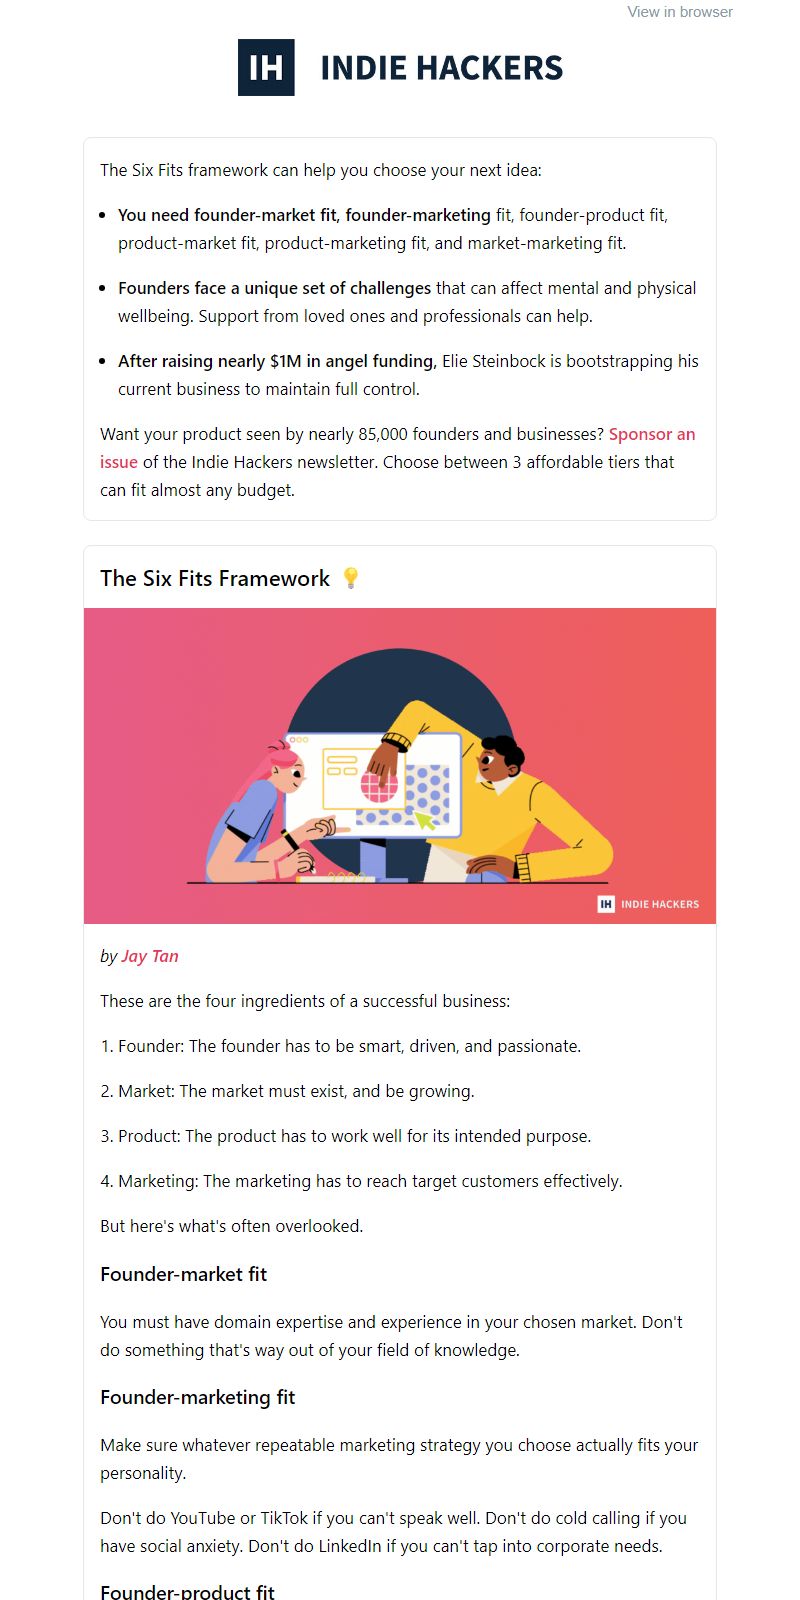 View in browser
IH INDIE HACKERS
The Six Fits framework can help you choose your next idea:
• You need founder-market fit, founder-marketing fit, founder-product fit,
product-market fit, product-marketing fit, and market-marketing fit.
• Founders face a unique set of challenges that can affect mental and physical
wellbeing. Support from loved ones and professionals can help.
• After raising nearly $1M in angel funding, Elie Steinbock is bootstrapping his
current business to maintain full control.
Want your product seen by nearly 85,000 founders and businesses? Sponsor an
issue of the Indie Hackers newsletter. Choose between 3 affordable tiers that
can fit almost any budget.
The Six Fits Framework 💡
IH INDIE HACKERS
by Jay Tan
These are the four ingredients of a successful business:
1. Founder: The founder has to be smart, driven, and passionate.
2. Market: The market must exist, and be growing.
3. Product: The product has to work well for its intended purpose.
4. Marketing: The marketing has to reach target customers effectively.
But here's what's often overlooked.
Founder-market fit
You must have domain expertise and experience in your chosen market. Don't
do something that's way out of your field of knowledge.
Founder-marketing fit
Make sure whatever repeatable marketing strategy you choose actually fits your
personality.
Don't do YouTube or TikTok if you can't speak well. Don't do cold calling if you
have social anxiety. Don't do LinkedIn if you can't tap into corporate needs.
Founder-product fit